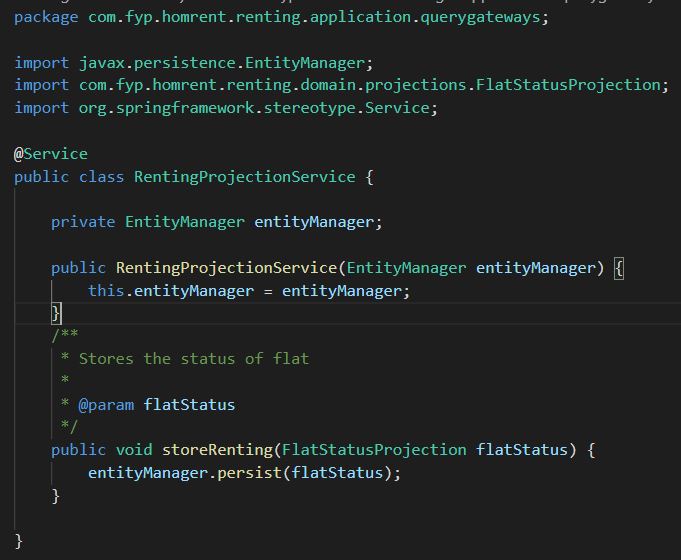 package com.fyp.homrent.renting.application.querygateways;
import javax.persistence.EntityManager;
import com.fyp.homrent.renting.domain.projections.FlatStatusProjection;
import org.springframework.stereotype.Service;
@Service
public class RentingProjectionService {
private EntityManager entityManager;
public RentingProjectionService(EntityManager entityManager) {
this.entityManager = entityManager;
}
/**
* Stores the status of flat
*
* @param flatStatus
*/
public void storeRenting(FlatStatusProjection flatStatus) {
entityManager.persist(flatStatus);
}
}